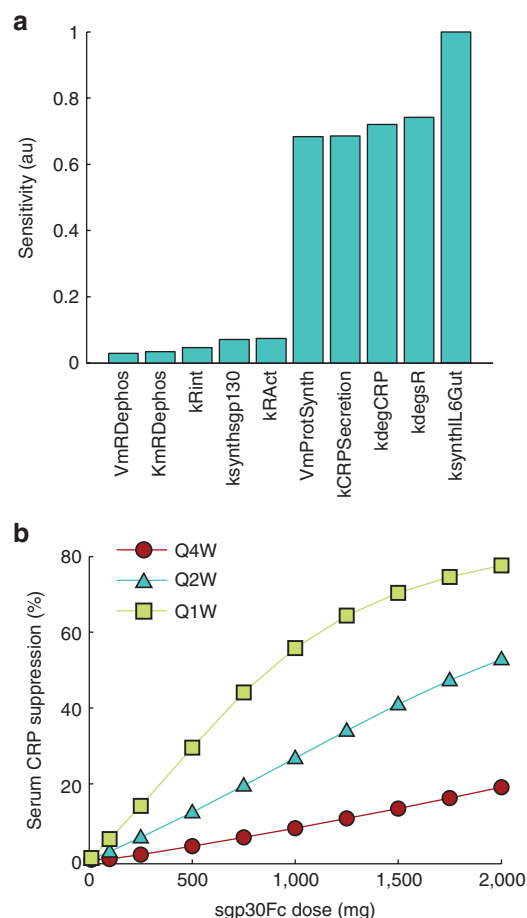 a
1
0.8
0.6
0.4
0.2
0
Sensitivity (au)
VmRDephos
KmRDephos
kRint
ksynthsgp130
kRAct
VmProtSynth
kCRPSecretion
kdegCRP
kdegsR
ksynthIL6Gut
b
Q4W
Q2W
Q1W
80
60
40
20
0
Serum CRP suppression (%)
0
500
1,000
1,500
2,000
sgp30Fc dose (mg)